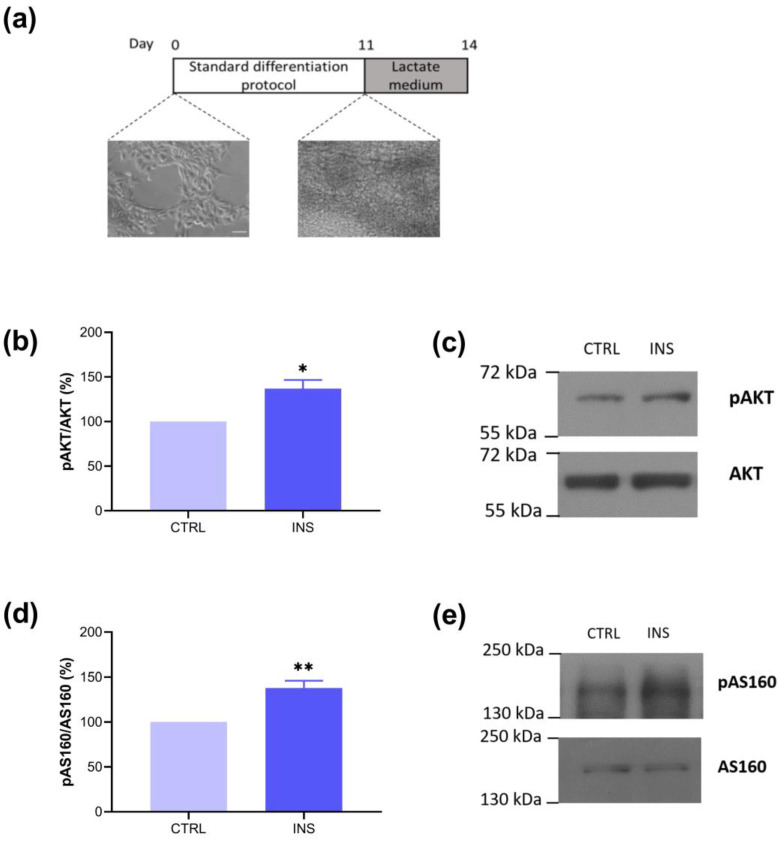 (a)
Day 0 11 14
Standard differentiation
protocol
Lactate
medium
(b)
pAKT/AKT (%)
200
150
100
50
0
*
CTRL INS
(c)
CTRL INS
72 kDa
pAKT
55 kDa
72 kDa
AKT
55 kDa
(d)
pAS160/AS160 (%)
200
150
100
50
0
**
CTRL INS
(e)
CTRL INS
250 kDa
pAS160
130 kDa
250 kDa
AS160
130 kDa